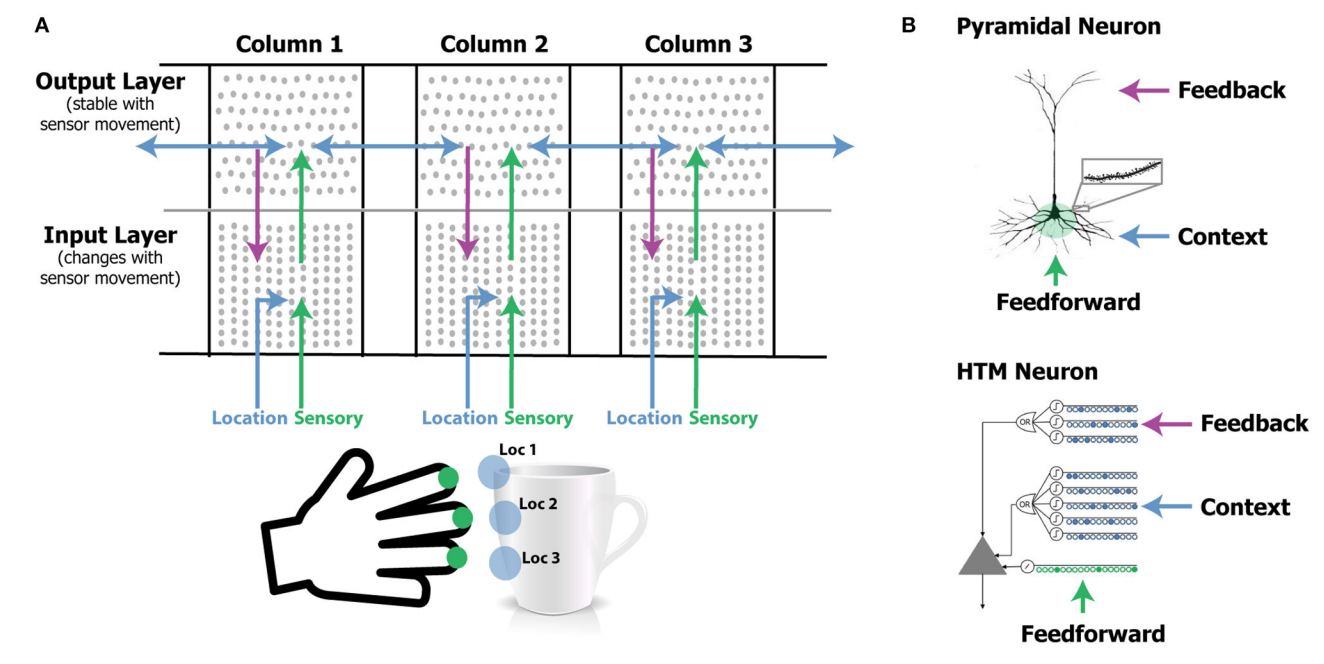 A
Column 1
Column 2
Column 3
Output Layer
(stable with
sensor movement)
Input Layer
(changes with
sensor movement)
Location Sensory
Location Sensory
Location Sensory
Loc 1
Loc 2
Loc 3
B
Pyramidal Neuron
Feedback
Context
Feedforward
HTM Neuron
OR
Feedback
OR
Context
Feedforward